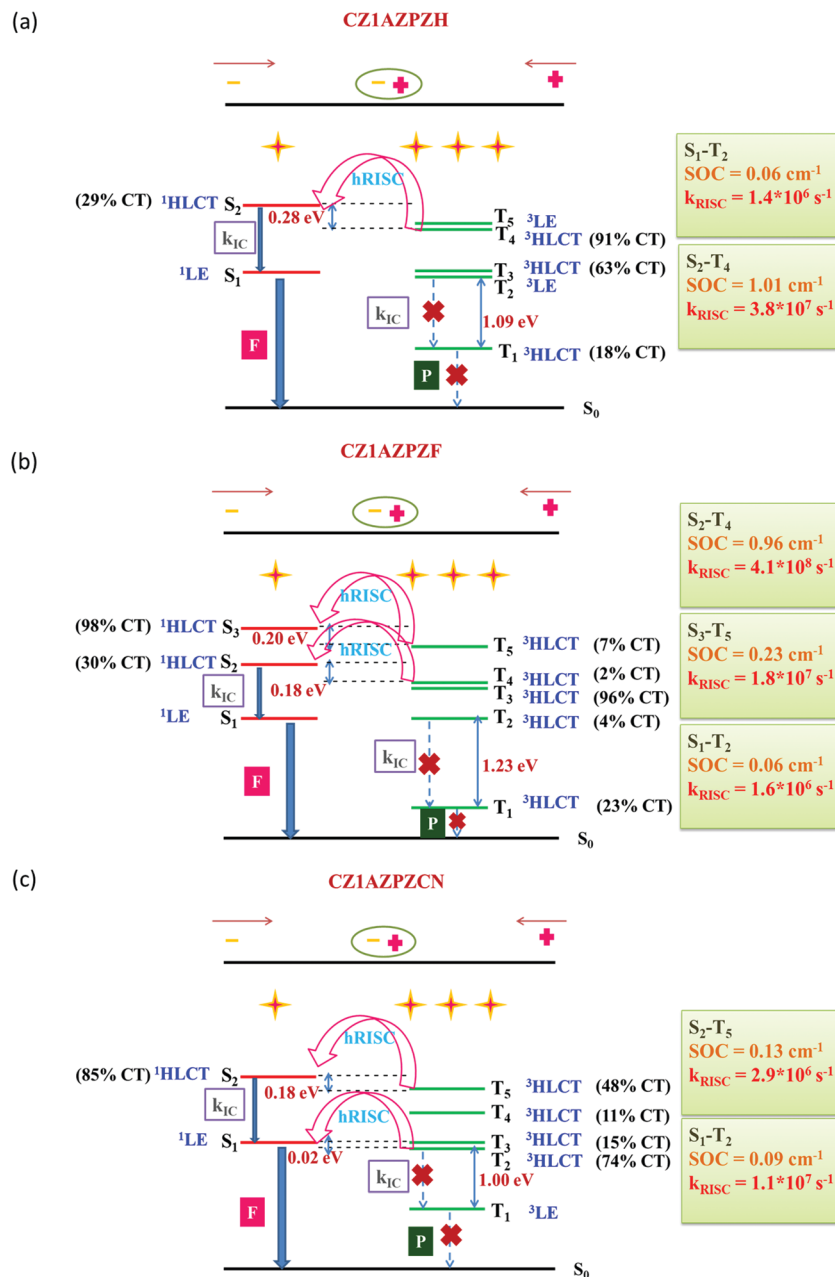 (a)
CZ1AZPZH
− − + +
hRISC
(29% CT) ¹HLCT S₂
0.28 eV
T₅ ³LE
T₄ ³HLCT (91% CT)
k_IC
¹LE S₁
T₃ ³HLCT (63% CT)
T₂ ³LE
k_IC
1.09 eV
F
T₁ ³HLCT (18% CT)
P
S₀
S₁-T₂
SOC = 0.06 cm⁻¹
k_RISC = 1.4*10⁶ s⁻¹
S₂-T₄
SOC = 1.01 cm⁻¹
k_RISC = 3.8*10⁷ s⁻¹
(b)
CZ1AZPZF
− − + +
hRISC
(98% CT) ¹HLCT S₃
0.20 eV
hRISC
T₅ ³HLCT (7% CT)
(30% CT) ¹HLCT S₂
0.18 eV
T₄ ³HLCT (2% CT)
T₃ ³HLCT (96% CT)
k_IC
¹LE S₁
T₂ ³HLCT (4% CT)
k_IC
1.23 eV
F
T₁ ³HLCT (23% CT)
P
S₀
S₂-T₄
SOC = 0.96 cm⁻¹
k_RISC = 4.1*10⁸ s⁻¹
S₃-T₅
SOC = 0.23 cm⁻¹
k_RISC = 1.8*10⁷ s⁻¹
S₁-T₂
SOC = 0.06 cm⁻¹
k_RISC = 1.6*10⁶ s⁻¹
(c)
CZ1AZPZCN
− − + +
hRISC
(85% CT) ¹HLCT S₂
0.18 eV
T₅ ³HLCT (48% CT)
k_IC
hRISC
T₄ ³HLCT (11% CT)
¹LE S₁
0.02 eV
T₃ ³HLCT (15% CT)
T₂ ³HLCT (74% CT)
k_IC
1.00 eV
F
T₁ ³LE
P
S₀
S₂-T₅
SOC = 0.13 cm⁻¹
k_RISC = 2.9*10⁶ s⁻¹
S₁-T₂
SOC = 0.09 cm⁻¹
k_RISC = 1.1*10⁷ s⁻¹